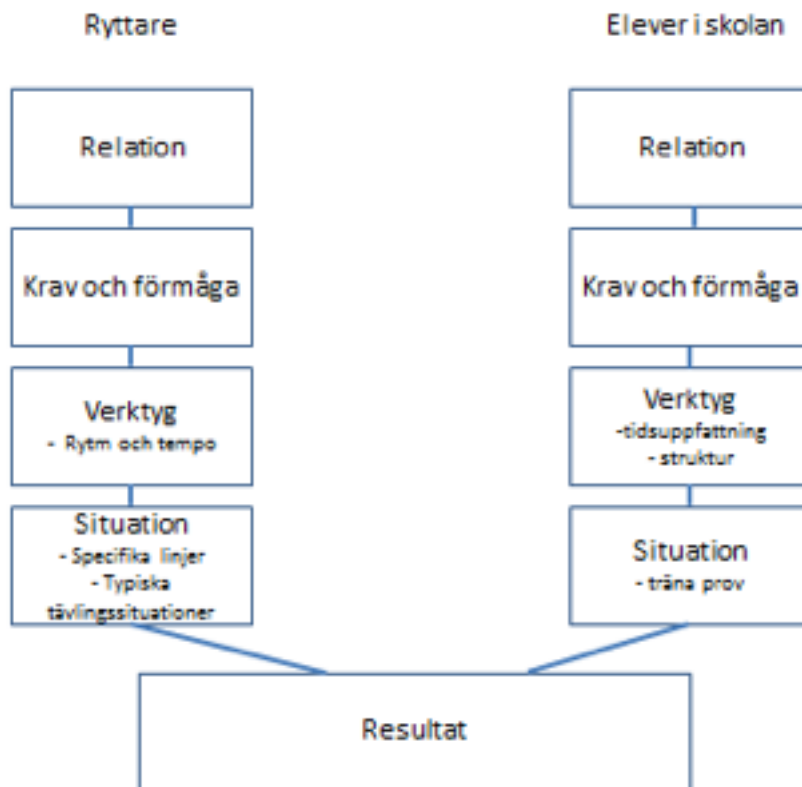 Ryttare
Relation
Krav och förmåga
Verktyg
- Rytm och tempo
Situation
- Specifika linjer
- Typiska
tävlingssituationer
Elever i skolan
Relation
Krav och förmåga
Verktyg
-tidsuppfattning
- struktur
Situation
- träna prov
Resultat